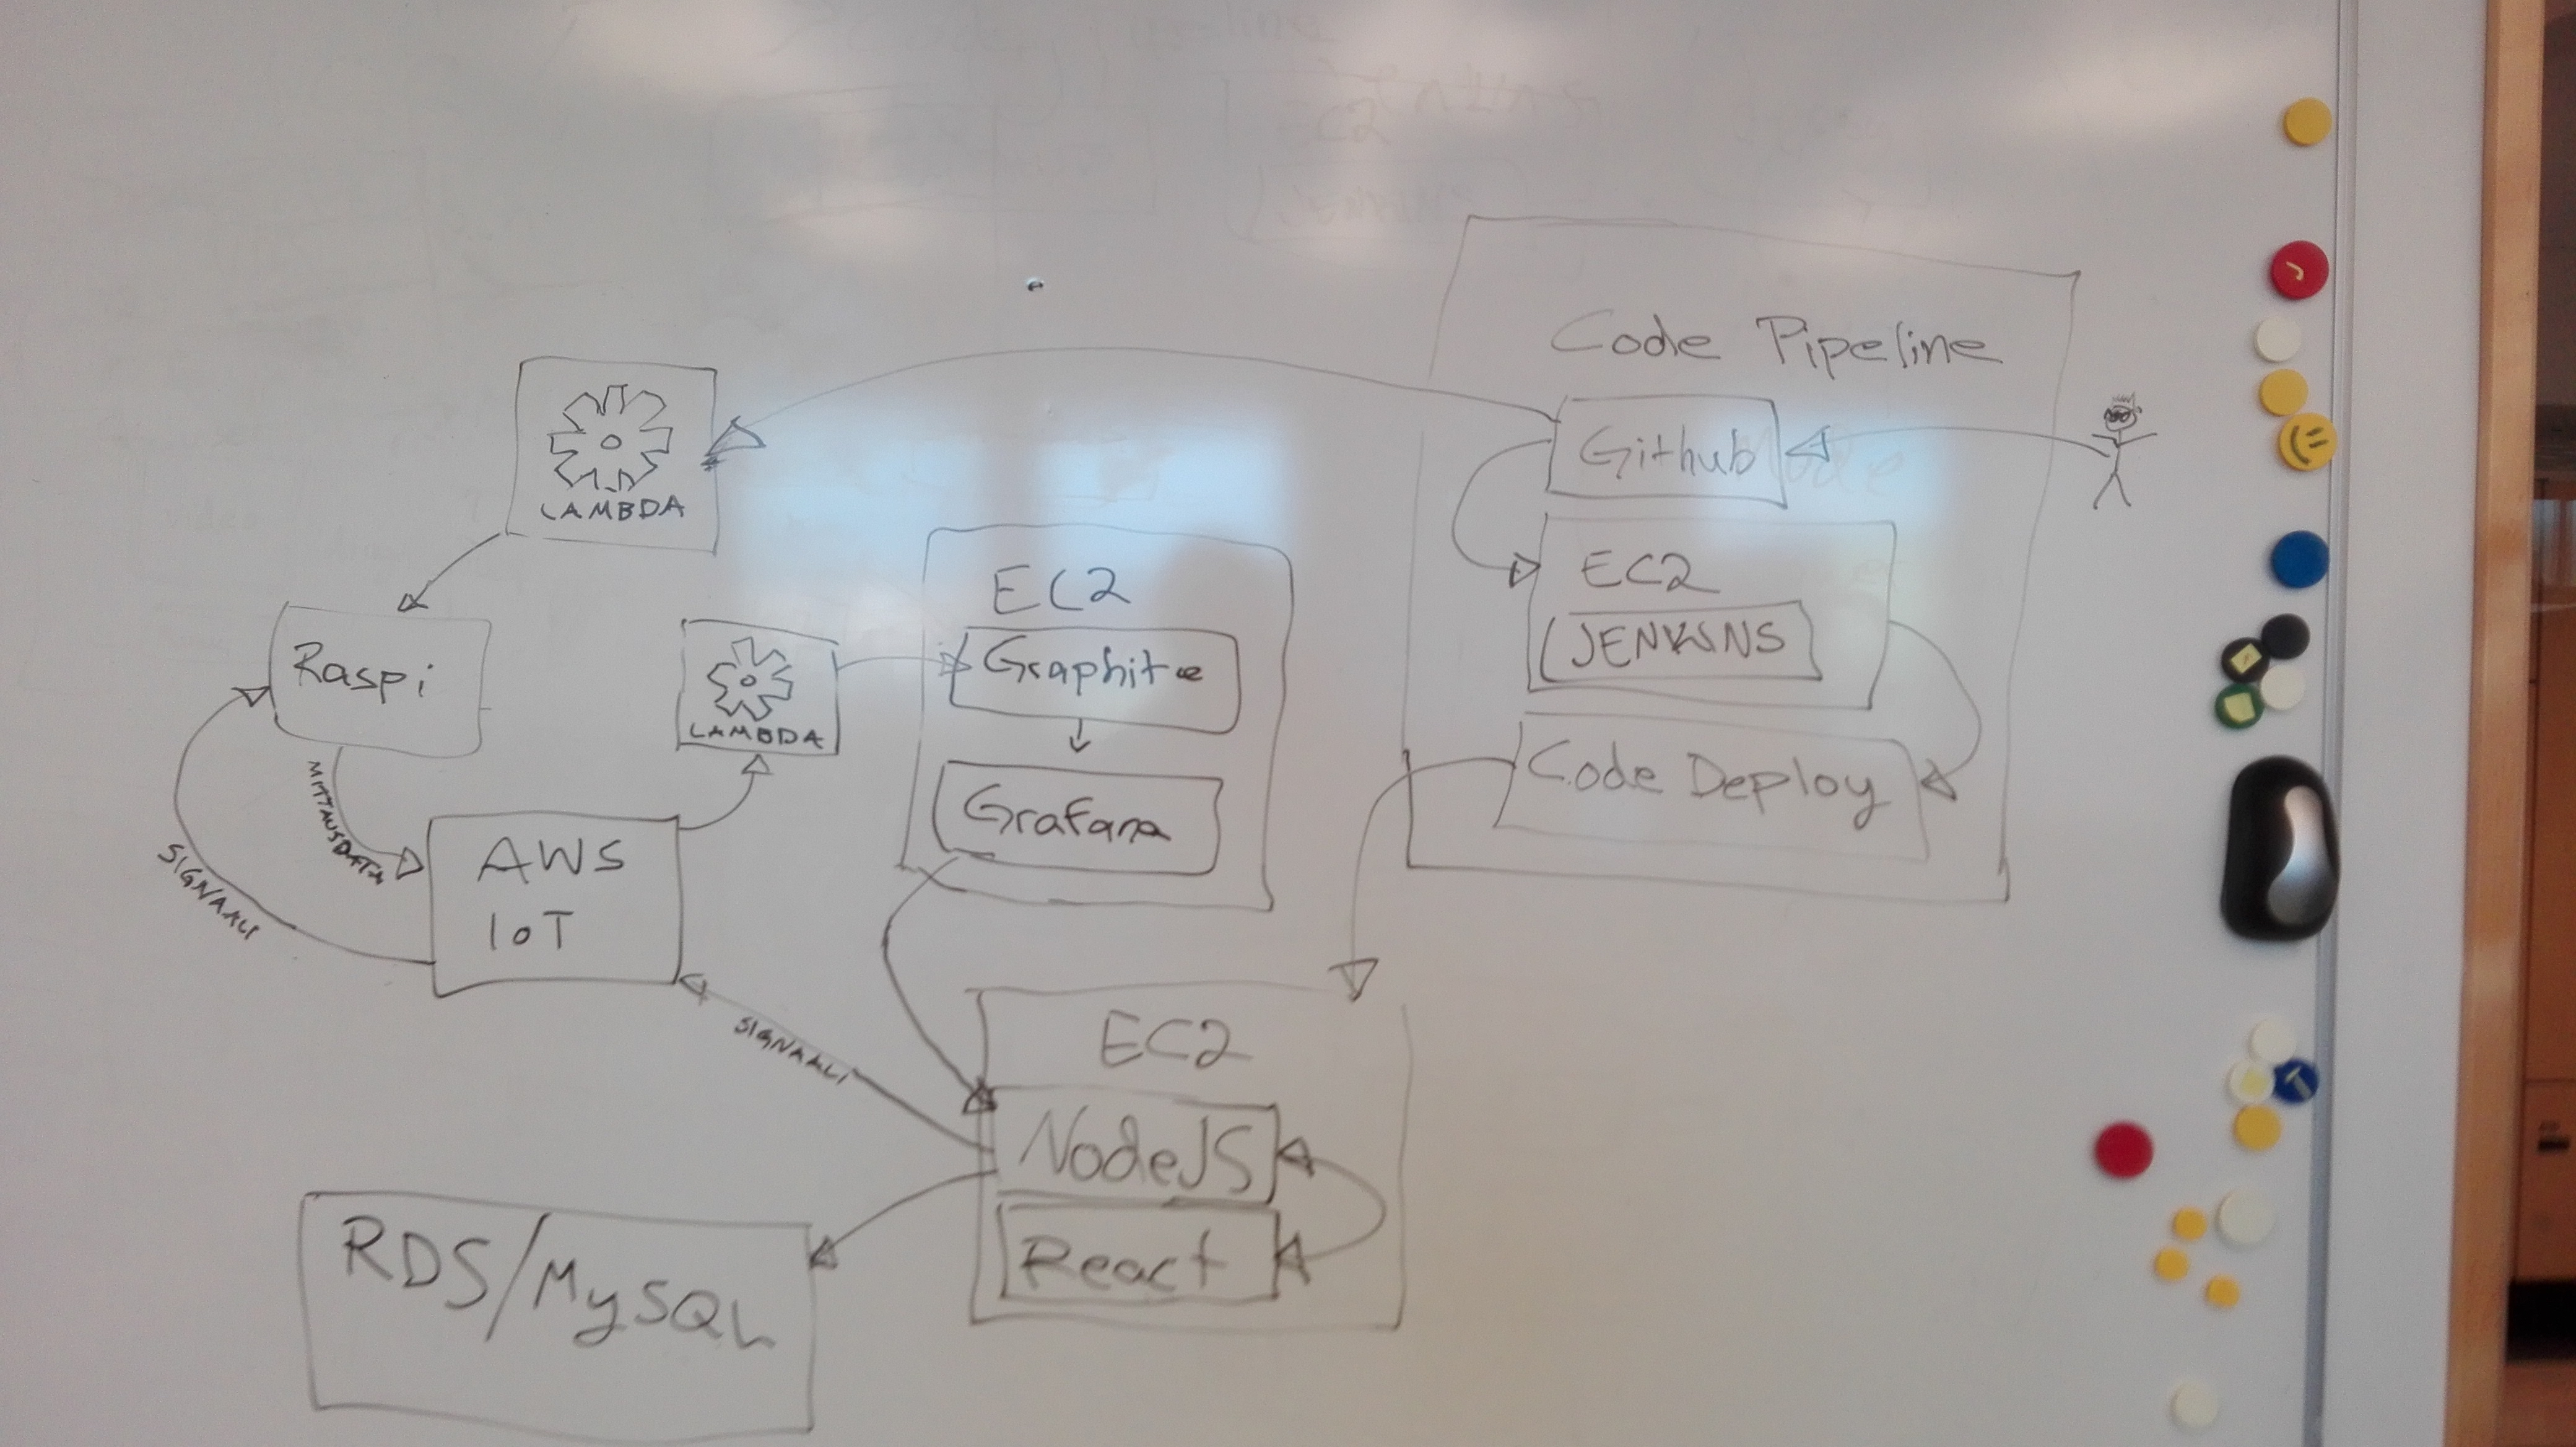 Code Pipeline
Github
LAMBDA
EC2
JENKINS
EC2
Graphite
Raspi
LAMBDA
Code Deploy
Grafana
MITTAUSDATA
AWS
IoT
SIGNAALI
SIGNAALI
EC2
NodeJS
React
RDS/MySQL